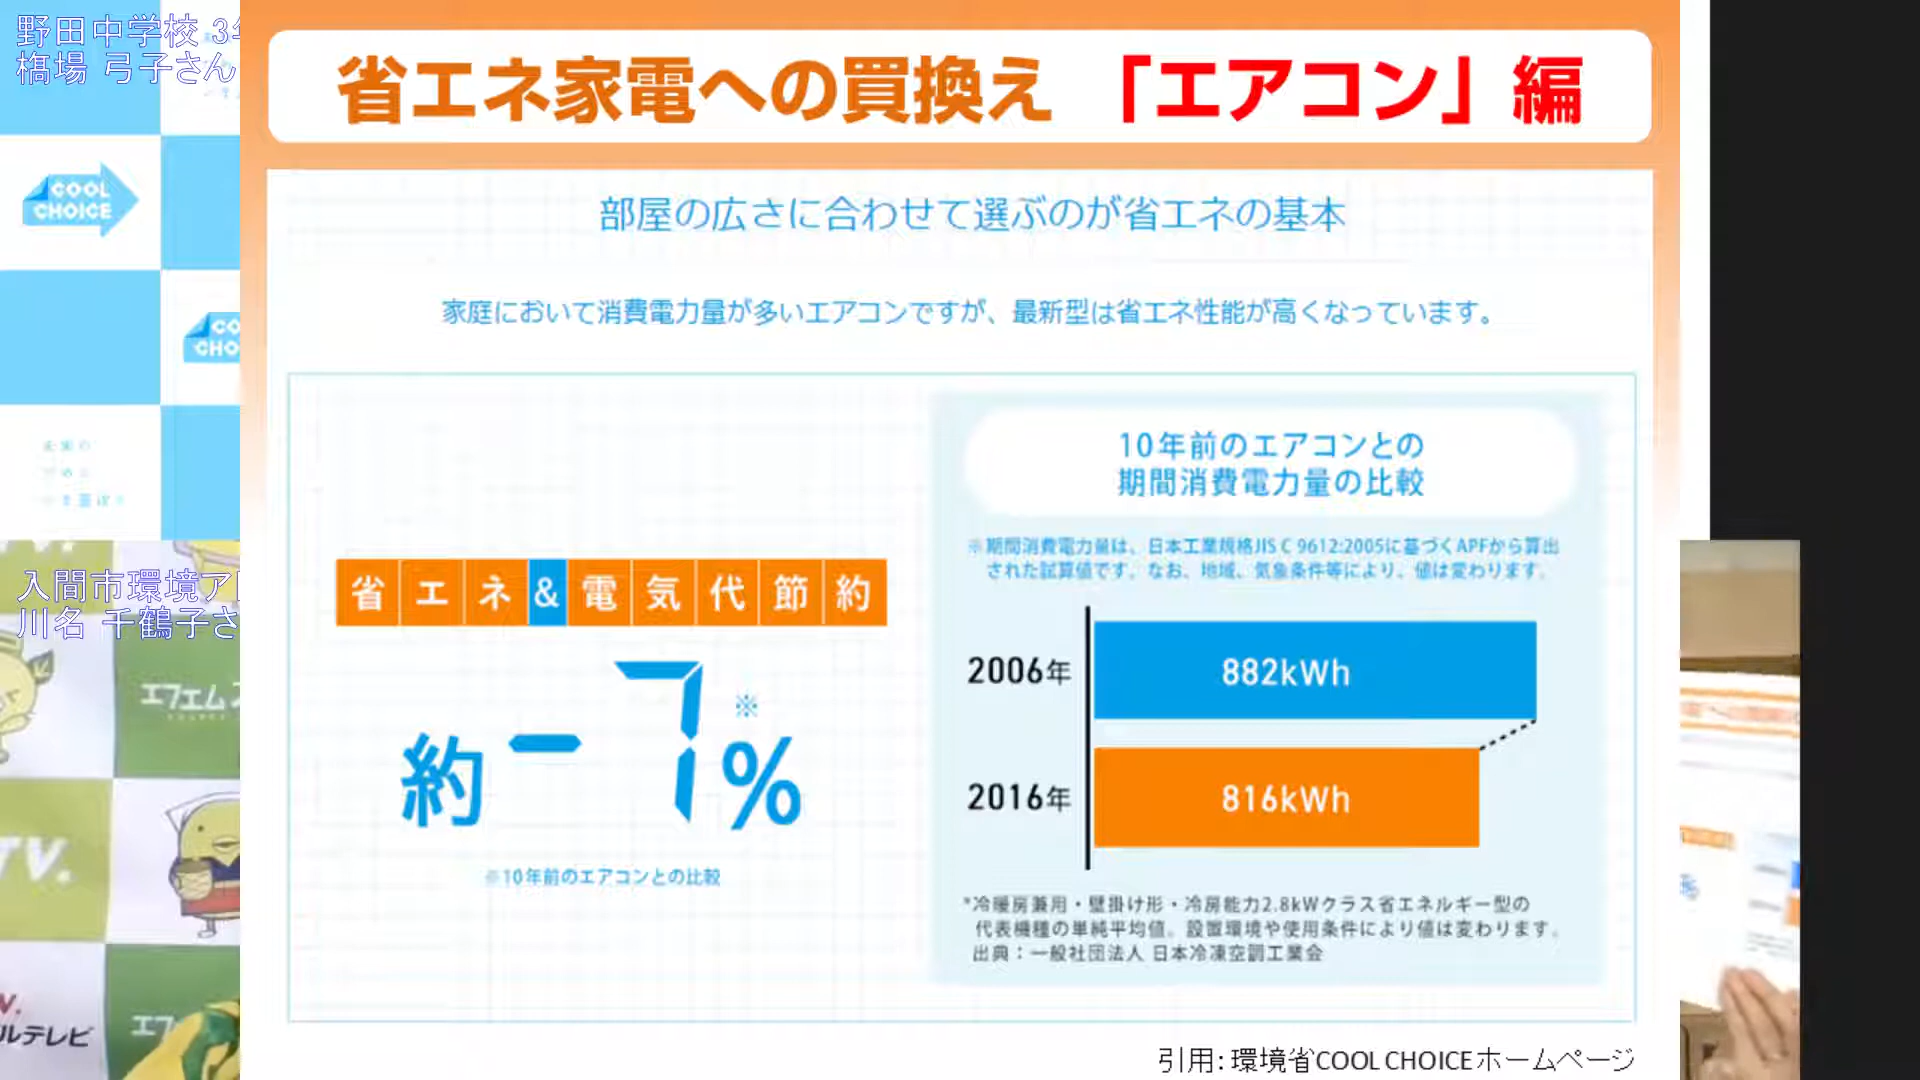 野田中学校 3年
橋場 弓子さん
省エネ家電への買換え 「エアコン」編
COOL
CHOICE
部屋の広さに合わせて選ぶのが省エネの基本
家庭において消費電力量が多いエアコンですが、最新型は省エネ性能が高くなっています。
CO
CHO
10年前のエアコンとの
期間消費電力量の比較
※期間消費電力量は、日本工業規格JIS C 9612:2005に基づくAPFから算出
された試算値です。なお、地域、気象条件等により、値は変わります。
省エネ&電気代節約
約-7%※
※10年前のエアコンとの比較
2006年 882kWh
2016年 816kWh
*冷暖房兼用・壁掛け形・冷房能力2.8kWクラス省エネルギー型の
代表機種の単純平均値。設置環境や使用条件により値は変わります。
出典:一般社団法人 日本冷凍空調工業会
入間市環境ア
川名 千鶴子さ
エフエム
TV.
V.
ルテレビ
エフ
引用: 環境省COOL CHOICEホームページ